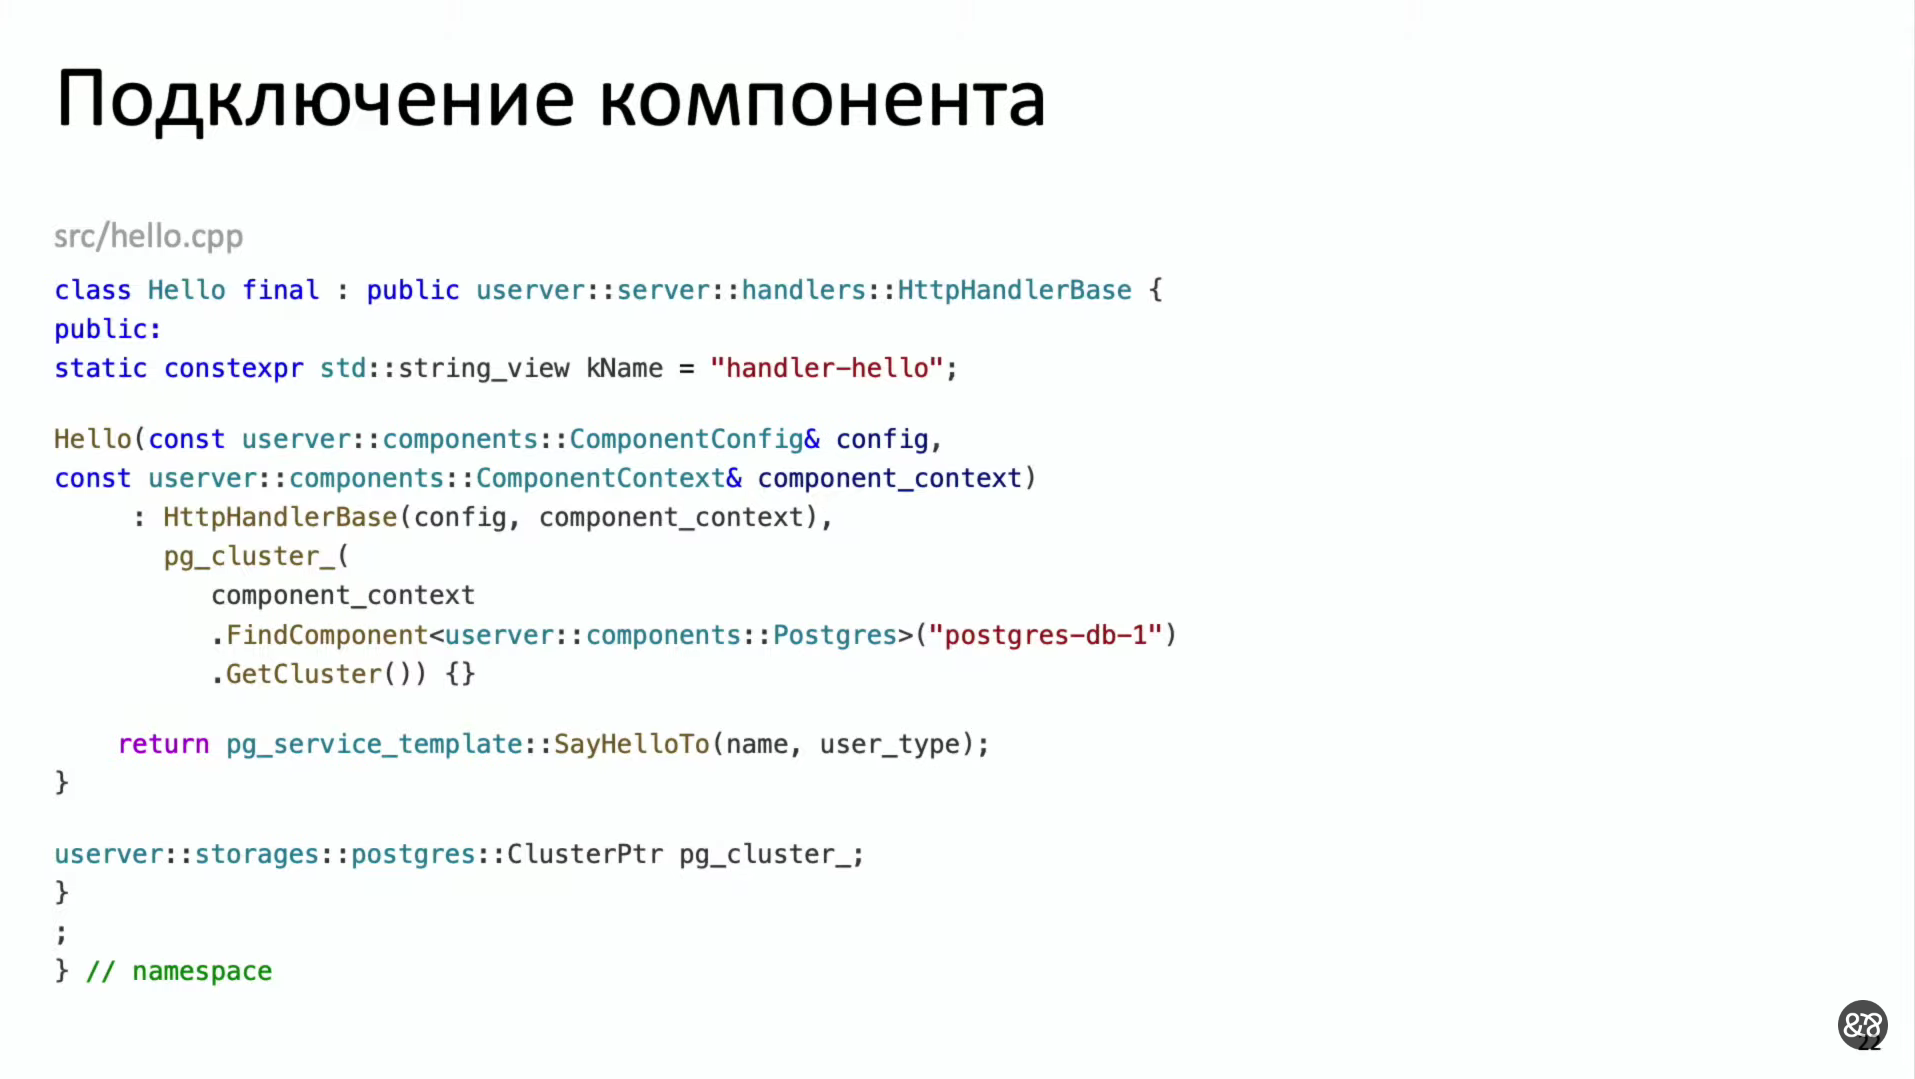 Подключение компонента
src/hello.cpp
class Hello final : public userver::server::handlers::HttpHandlerBase {
public:
static constexpr std::string_view kName = "handler-hello";
Hello(const userver::components::ComponentConfig& config,
const userver::components::ComponentContext& component_context)
: HttpHandlerBase(config, component_context),
pg_cluster_(
component_context
.FindComponent<userver::components::Postgres>("postgres-db-1")
.GetCluster()) {}
return pg_service_template::SayHelloTo(name, user_type);
}
userver::storages::postgres::ClusterPtr pg_cluster_;
}
;
} // namespace
22